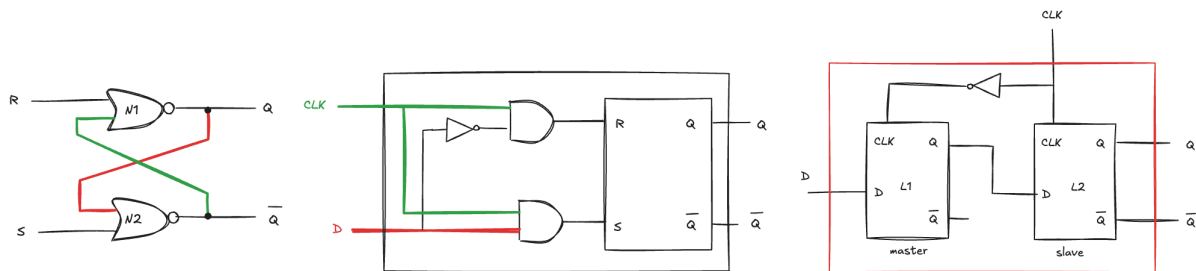 R
N1
Q
S
N2
Q̅
CLK
D
R
Q
Q
S
Q̅
Q̅
CLK
D
CLK
Q
L1
D
Q̅
master
CLK
Q
Q
D
L2
Q̅
Q̅
slave